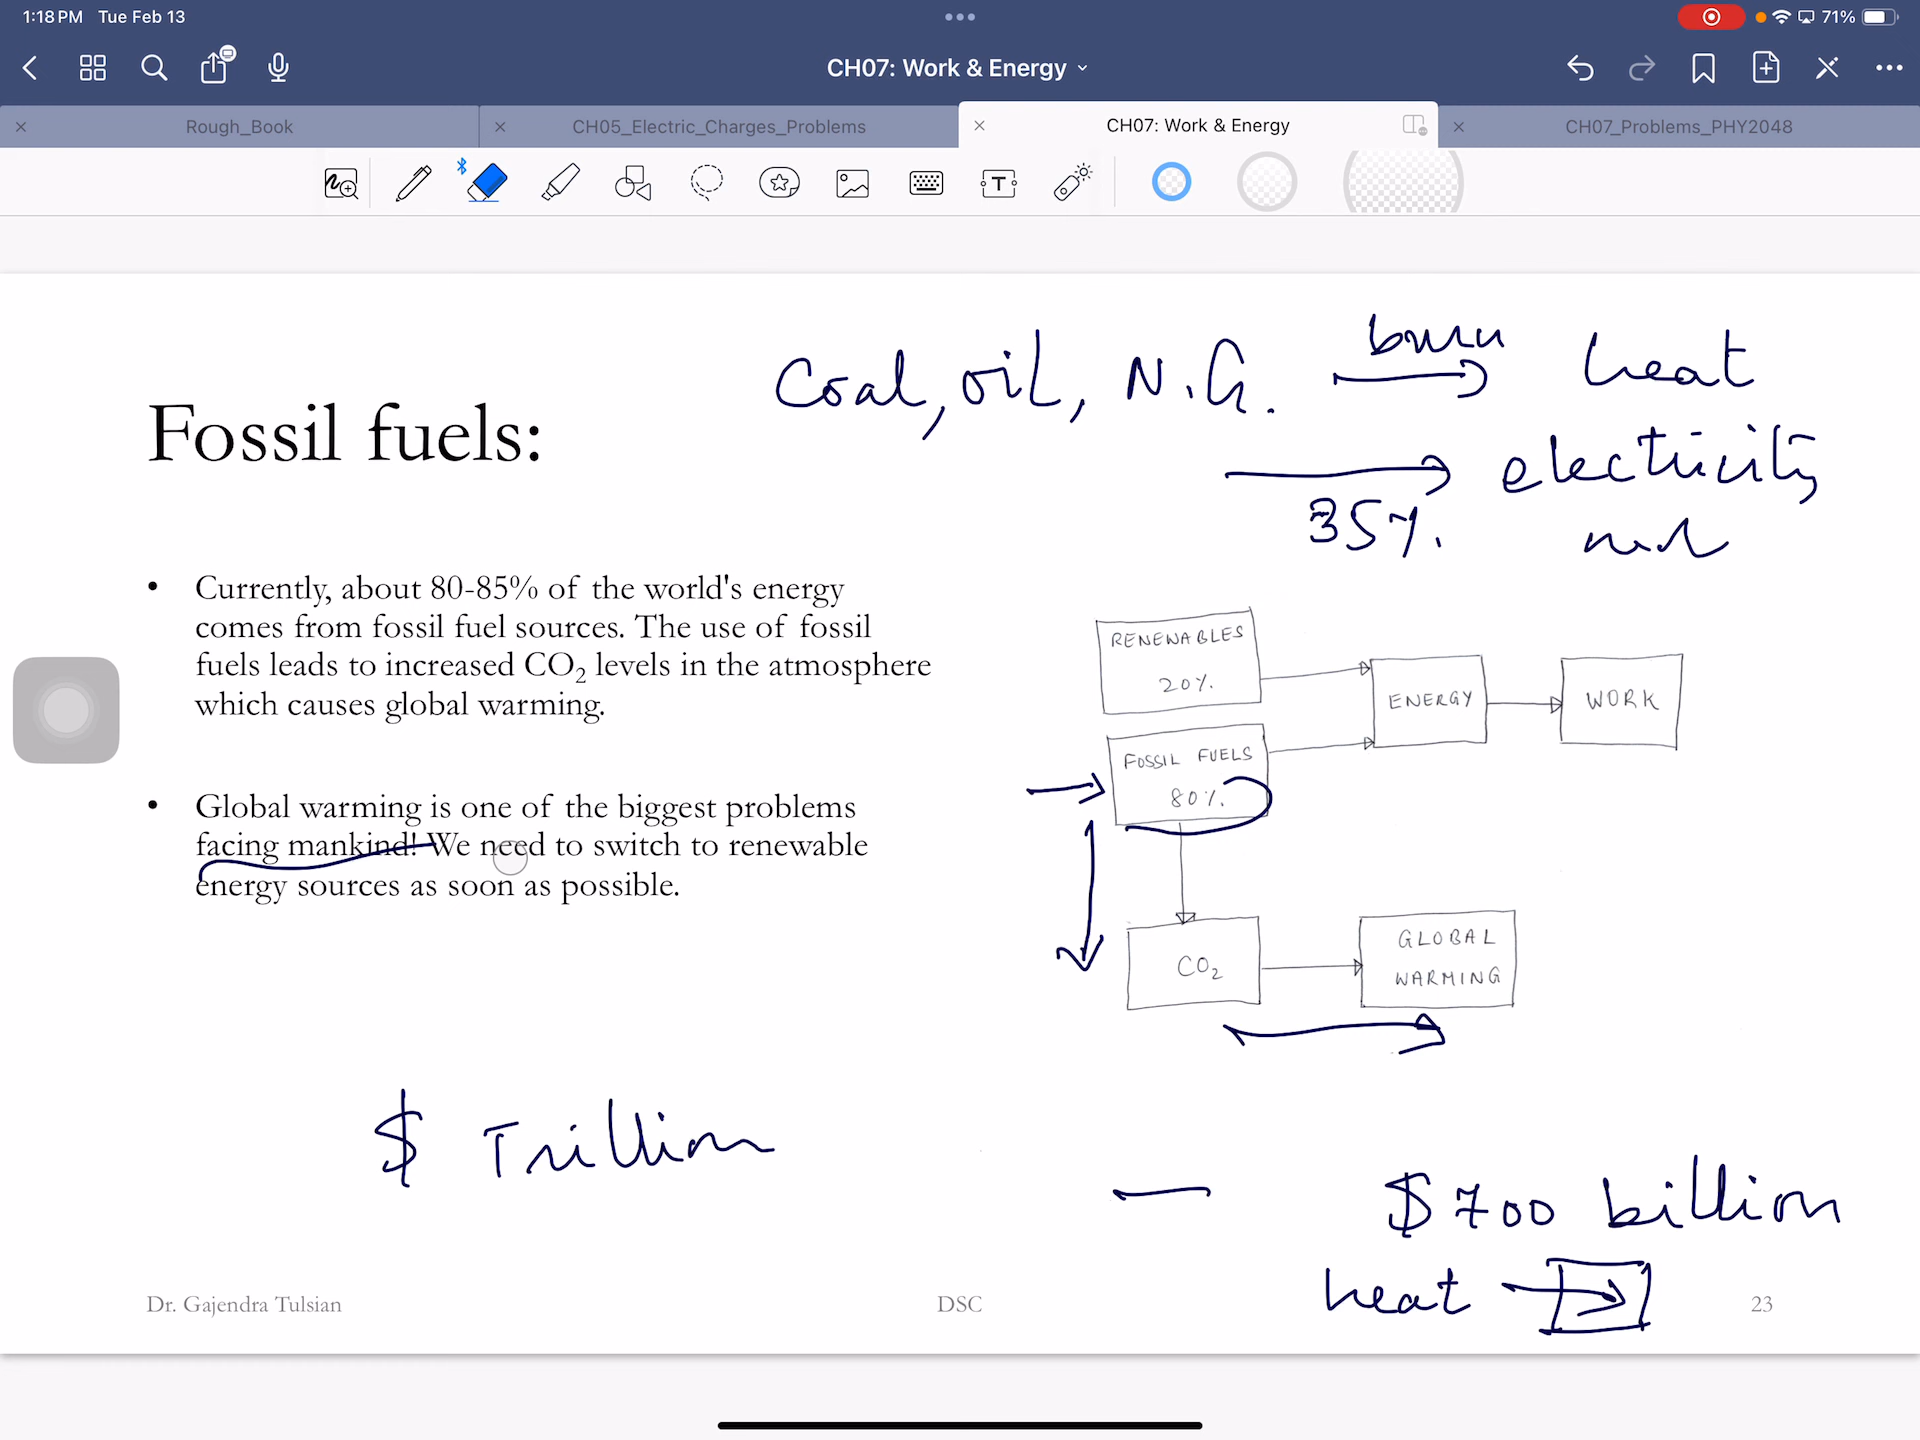 1:18 PM Tue Feb 13
71%
CH07: Work & Energy
Rough_Book
CH05_Electric_Charges_Problems
CH07: Work & Energy
CH07_Problems_PHY2048
Coal, oil, N.G. burn heat
35% electricity
Fossil fuels:
• Currently, about 80-85% of the world's energy
comes from fossil fuel sources. The use of fossil
fuels leads to increased CO₂ levels in the atmosphere
which causes global warming.
• Global warming is one of the biggest problems
facing mankind! We need to switch to renewable
energy sources as soon as possible.
RENEWABLES
20%
ENERGY
WORK
FOSSIL FUELS
80%
CO₂
GLOBAL
WARMING
$ Trillion
$700 billion
heat
Dr. Gajendra Tulsian
DSC
23